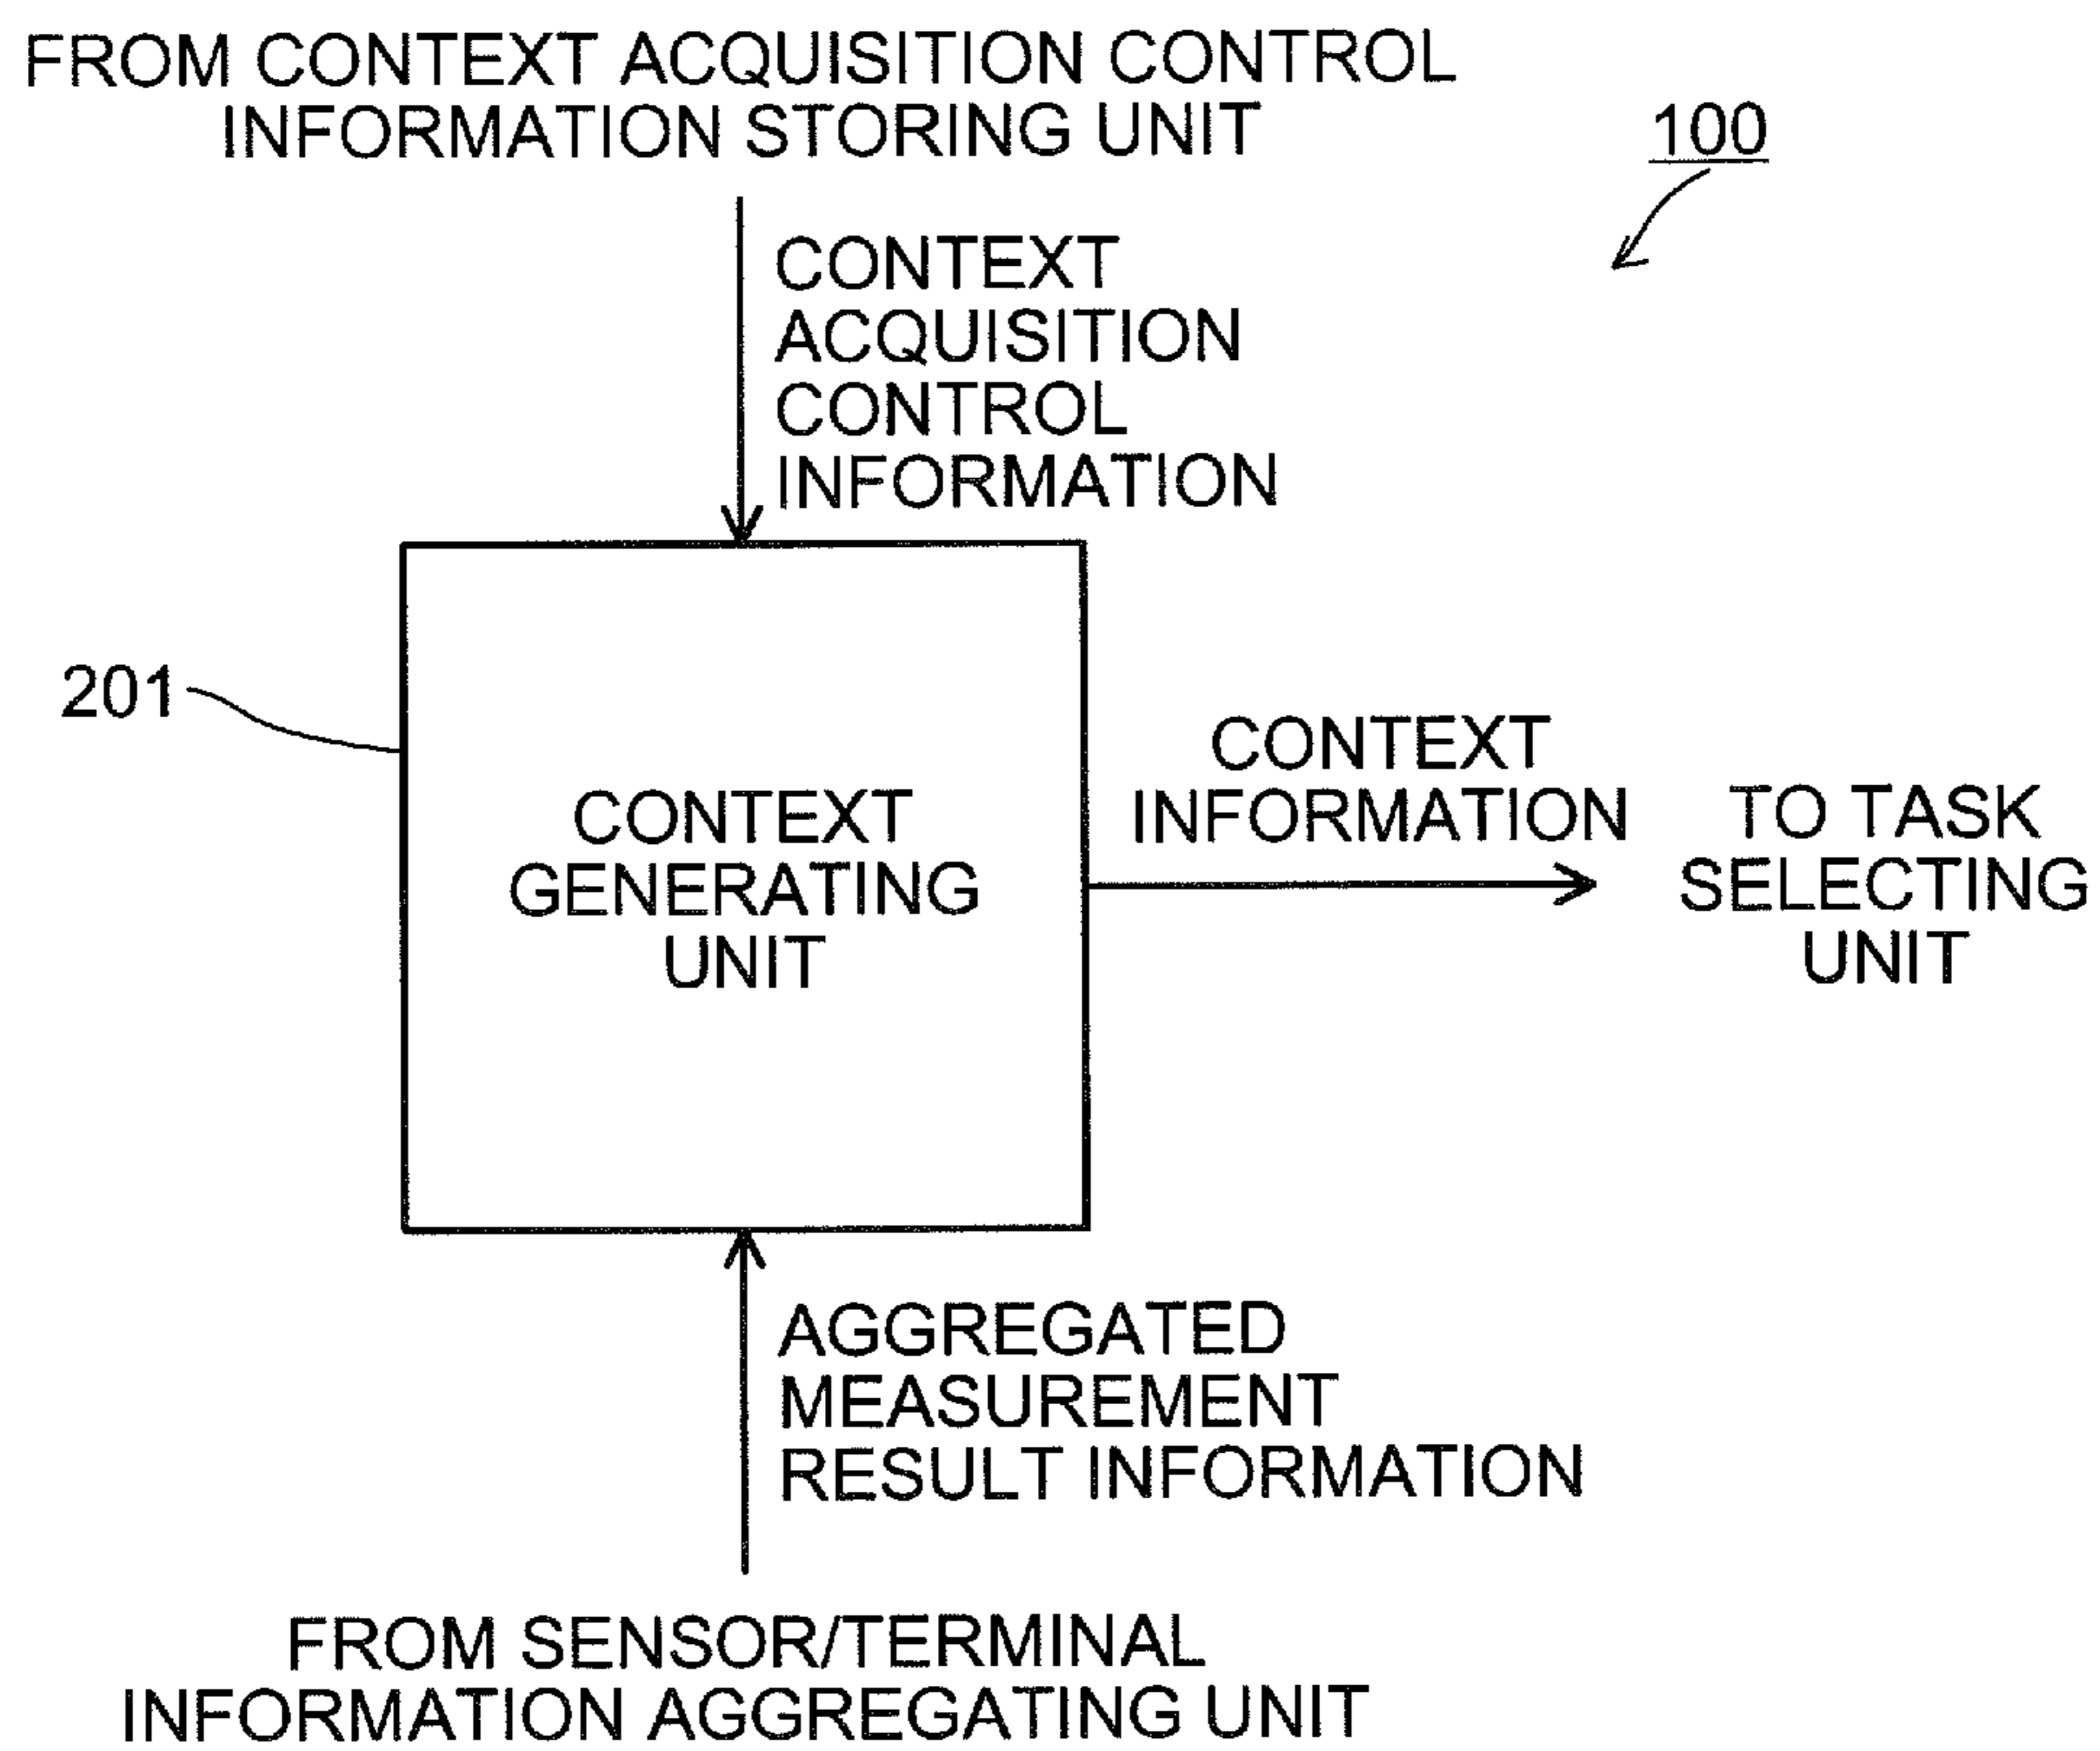 FROM CONTEXT ACQUISITION CONTROL
INFORMATION STORING UNIT
100
CONTEXT
ACQUISITION
CONTROL
INFORMATION
201
CONTEXT
GENERATING
UNIT
CONTEXT
INFORMATION
TO TASK
SELECTING
UNIT
AGGREGATED
MEASUREMENT
RESULT INFORMATION
FROM SENSOR/TERMINAL
INFORMATION AGGREGATING UNIT